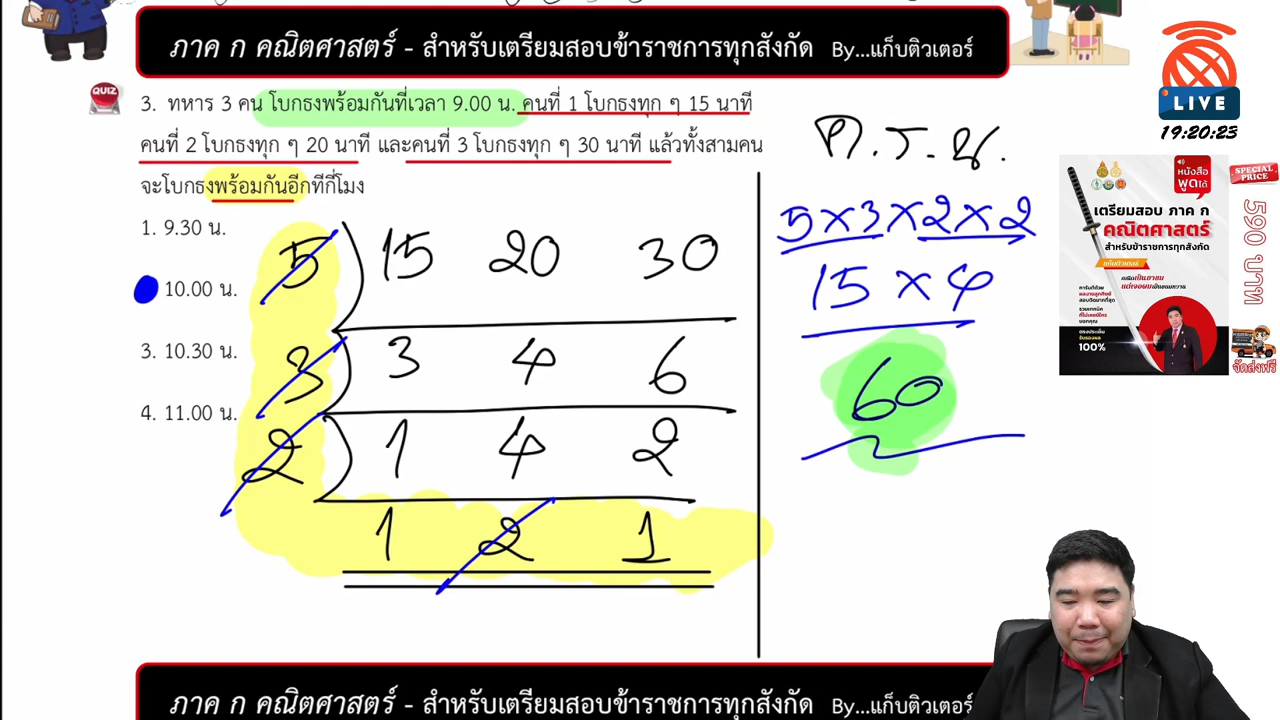 ภาค ก คณิตศาสตร์ - สำหรับเตรียมสอบข้าราชการทุกสังกัด By...แก็บติวเตอร์
QUIZ
3. ทหาร 3 คน โบกธงพร้อมกันที่เวลา 9.00 น. คนที่ 1 โบกธงทุก ๆ 15 นาที
คนที่ 2 โบกธงทุก ๆ 20 นาที และคนที่ 3 โบกธงทุก ๆ 30 นาที แล้วทั้งสามคน
จะโบกธงพร้อมกันอีกทีกี่โมง
1. 9.30 น.
10.00 น.
3. 10.30 น.
4. 11.00 น.
5 15 20 30
3 3 4 6
2 1 4 2
1 2 1
ค.ร.น.
5×3×2×2
15×4
60
LIVE
19:20:23
หนังสือ
พูดได้
เตรียมสอบ ภาค ก
คณิตศาสตร์
สำหรับข้าราชการทุกสังกัด
แก็บติวเตอร์
100%
SPECIAL
PRICE
590 บาท
จัดส่งฟรี
ภาค ก คณิตศาสตร์ - สำหรับเตรียมสอบข้าราชการทุกสังกัด By...แก็บติวเตอร์